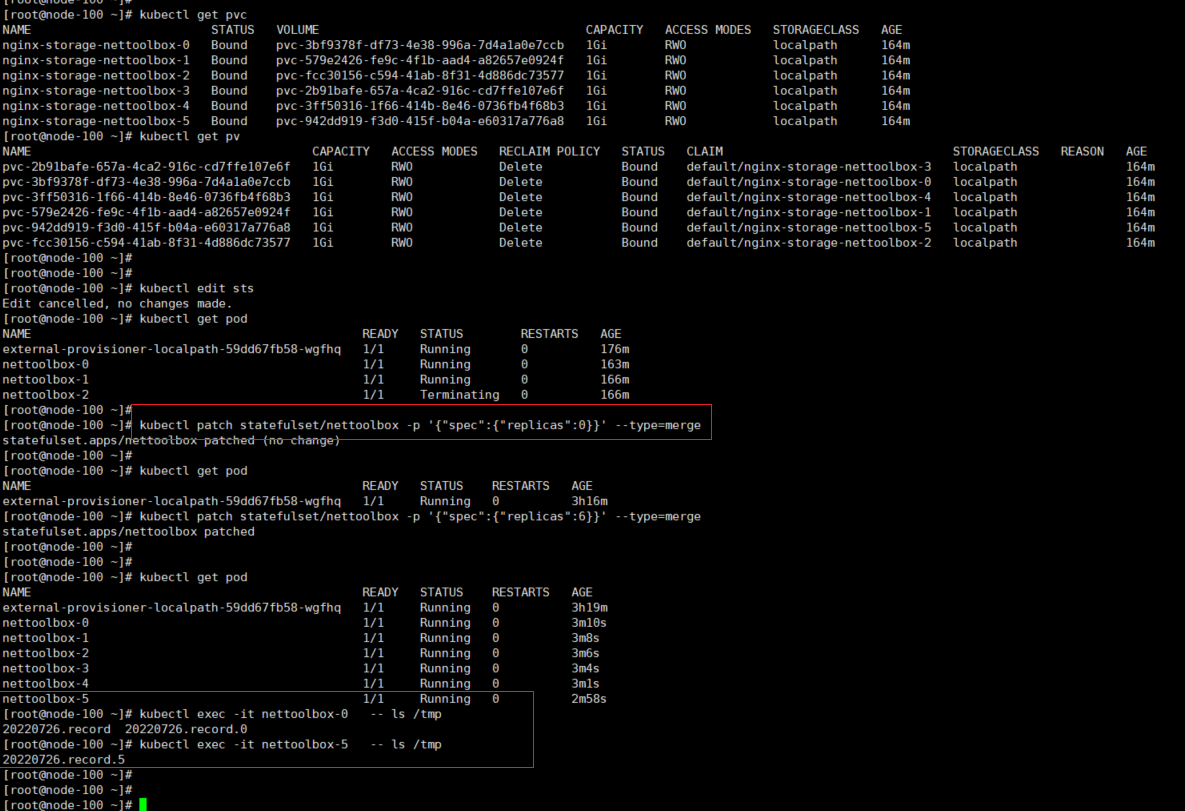 [root@node-100 ~]#
[root@node-100 ~]# kubectl get pvc
NAME                          STATUS   VOLUME                                     CAPACITY   ACCESS MODES   STORAGECLASS   AGE
nginx-storage-nettoolbox-0   Bound    pvc-3bf9378f-df73-4e38-996a-7d4a1a0e7ccb   1Gi        RWO            localpath      164m
nginx-storage-nettoolbox-1   Bound    pvc-579e2426-fe9c-4f1b-aad4-a82657e0924f   1Gi        RWO            localpath      164m
nginx-storage-nettoolbox-2   Bound    pvc-fcc30156-c594-41ab-8f31-4d886dc73577   1Gi        RWO            localpath      164m
nginx-storage-nettoolbox-3   Bound    pvc-2b91bafe-657a-4ca2-916c-cd7ffe107e6f   1Gi        RWO            localpath      164m
nginx-storage-nettoolbox-4   Bound    pvc-3ff50316-1f66-414b-8e46-0736fb4f68b3   1Gi        RWO            localpath      164m
nginx-storage-nettoolbox-5   Bound    pvc-942dd919-f3d0-415f-b04a-e60317a776a8   1Gi        RWO            localpath      164m
[root@node-100 ~]# kubectl get pv
NAME                                       CAPACITY   ACCESS MODES   RECLAIM POLICY   STATUS   CLAIM                                STORAGECLASS   REASON   AGE
pvc-2b91bafe-657a-4ca2-916c-cd7ffe107e6f   1Gi        RWO            Delete           Bound    default/nginx-storage-nettoolbox-3   localpath               164m
pvc-3bf9378f-df73-4e38-996a-7d4a1a0e7ccb   1Gi        RWO            Delete           Bound    default/nginx-storage-nettoolbox-0   localpath               164m
pvc-3ff50316-1f66-414b-8e46-0736fb4f68b3   1Gi        RWO            Delete           Bound    default/nginx-storage-nettoolbox-4   localpath               164m
pvc-579e2426-fe9c-4f1b-aad4-a82657e0924f   1Gi        RWO            Delete           Bound    default/nginx-storage-nettoolbox-1   localpath               164m
pvc-942dd919-f3d0-415f-b04a-e60317a776a8   1Gi        RWO            Delete           Bound    default/nginx-storage-nettoolbox-5   localpath               164m
pvc-fcc30156-c594-41ab-8f31-4d886dc73577   1Gi        RWO            Delete           Bound    default/nginx-storage-nettoolbox-2   localpath               164m
[root@node-100 ~]#
[root@node-100 ~]#
[root@node-100 ~]# kubectl edit sts
Edit cancelled, no changes made.
[root@node-100 ~]# kubectl get pod
NAME                                              READY   STATUS        RESTARTS   AGE
external-provisioner-localpath-59dd67fb58-wgfhq   1/1     Running       0          176m
nettoolbox-0                                      1/1     Running       0          163m
nettoolbox-1                                      1/1     Running       0          166m
nettoolbox-2                                      1/1     Terminating   0          166m
[root@node-100 ~]#
[root@node-100 ~]# kubectl patch statefulset/nettoolbox -p '{"spec":{"replicas":0}}' --type=merge
statefulset.apps/nettoolbox patched (no change)
[root@node-100 ~]#
[root@node-100 ~]# kubectl get pod
NAME                                              READY   STATUS    RESTARTS   AGE
external-provisioner-localpath-59dd67fb58-wgfhq   1/1     Running   0          3h16m
[root@node-100 ~]# kubectl patch statefulset/nettoolbox -p '{"spec":{"replicas":6}}' --type=merge
statefulset.apps/nettoolbox patched
[root@node-100 ~]#
[root@node-100 ~]#
[root@node-100 ~]# kubectl get pod
NAME                                              READY   STATUS    RESTARTS   AGE
external-provisioner-localpath-59dd67fb58-wgfhq   1/1     Running   0          3h19m
nettoolbox-0                                      1/1     Running   0          3m10s
nettoolbox-1                                      1/1     Running   0          3m8s
nettoolbox-2                                      1/1     Running   0          3m6s
nettoolbox-3                                      1/1     Running   0          3m4s
nettoolbox-4                                      1/1     Running   0          3m1s
nettoolbox-5                                      1/1     Running   0          2m58s
[root@node-100 ~]# kubectl exec -it nettoolbox-0   -- ls /tmp
20220726.record  20220726.record.0
[root@node-100 ~]# kubectl exec -it nettoolbox-5   -- ls /tmp
20220726.record.5
[root@node-100 ~]#
[root@node-100 ~]#
[root@node-100 ~]#